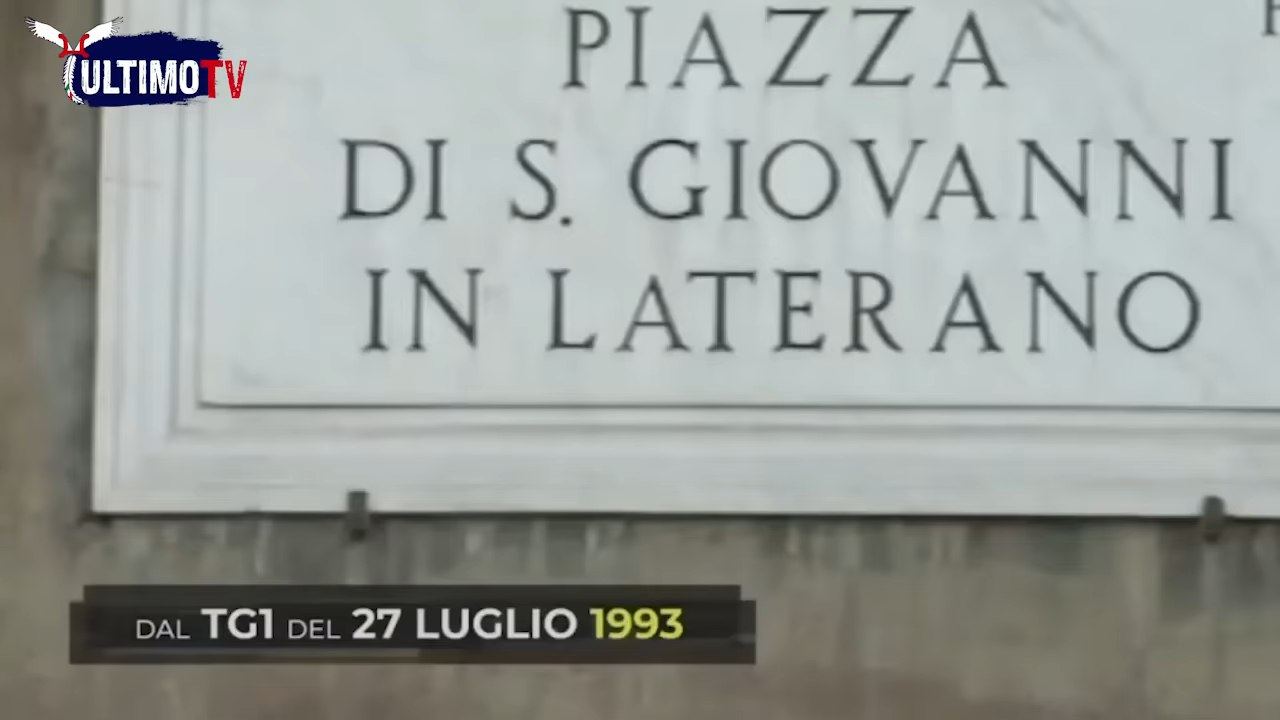 ULTIMOTV
PIAZZA
DI S. GIOVANNI
IN LATERANO
DAL TG1 DEL 27 LUGLIO 1993